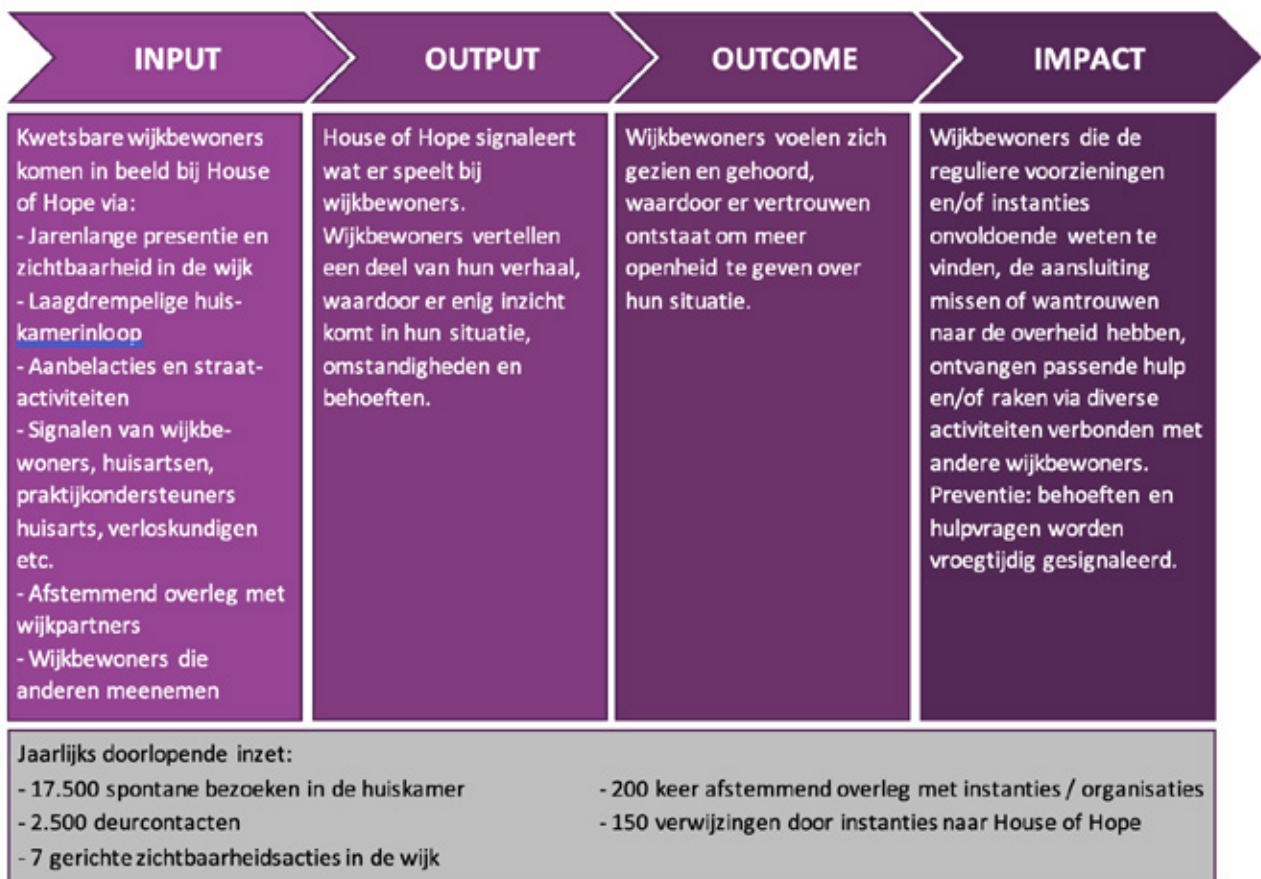 INPUT
OUTPUT
OUTCOME
IMPACT
Kwetsbare wijkbewoners
komen in beeld bij House
of Hope via:
- Jarenlange presentie en
zichtbaarheid in de wijk
- Laagdrempelige huis-
kamerinloop
- Aanbelacties en straat-
activiteiten
- Signalen van wijkbe-
woners, huisartsen,
praktijkondersteuners
huisarts, verloskundigen
etc.
- Afstemmend overleg met
wijkpartners
- Wijkbewoners die
anderen meenemen
House of Hope signaleert
wat er speelt bij
wijkbewoners.
Wijkbewoners vertellen
een deel van hun verhaal,
waardoor er enig inzicht
komt in hun situatie,
omstandigheden en
behoeften.
Wijkbewoners voelen zich
gezien en gehoord,
waardoor er vertrouwen
ontstaat om meer
openheid te geven over
hun situatie.
Wijkbewoners die de
reguliere voorzieningen
en/of instanties
onvoldoende weten te
vinden, de aansluiting
missen of wantrouwen
naar de overheid hebben,
ontvangen passende hulp
en/of raken via diverse
activiteiten verbonden met
andere wijkbewoners.
Preventie: behoeften en
hulpvragen worden
vroegtijdig gesignaleerd.
Jaarlijks doorlopende inzet:
- 17.500 spontane bezoeken in de huiskamer
- 2.500 deurcontacten
- 7 gerichte zichtbaarheidsacties in de wijk
- 200 keer afstemmend overleg met instanties / organisaties
- 150 verwijzingen door instanties naar House of Hope